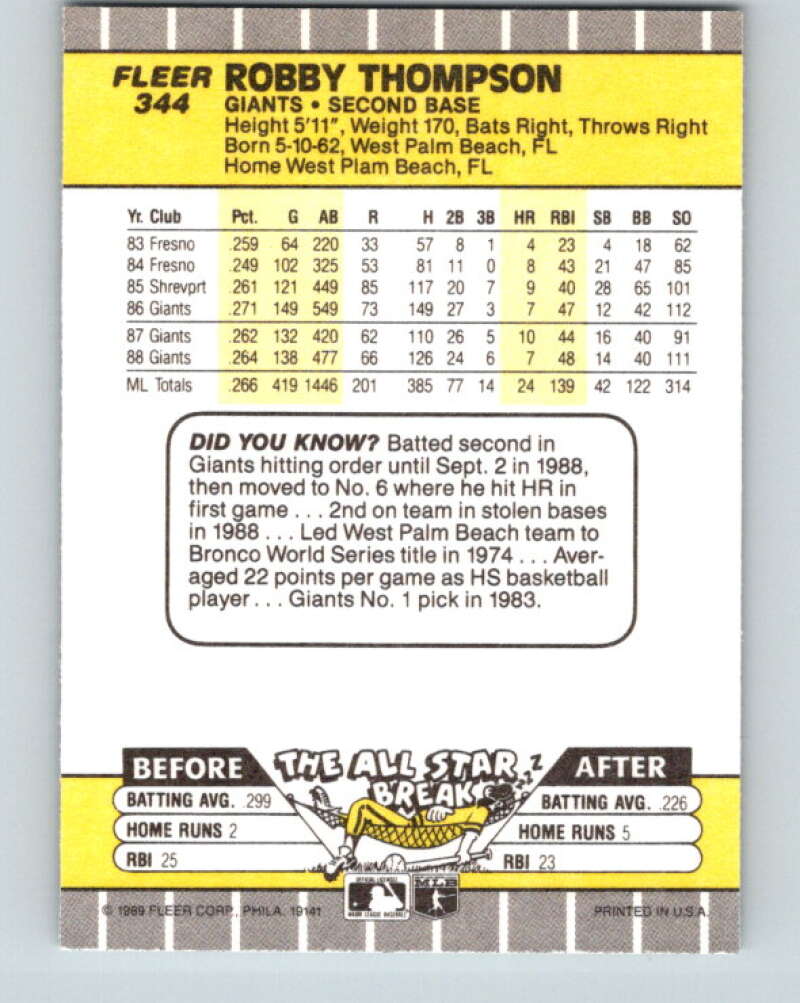 FLEER ROBBY THOMPSON
344 GIANTS • SECOND BASE
Height 5'11", Weight 170, Bats Right, Throws Right
Born 5-10-62, West Palm Beach, FL
Home West Plam Beach, FL
Yr. Club Pct. G AB R H 2B 3B HR RBI SB BB SO
83 Fresno .259 64 220 33 57 8 1 4 23 4 18 62
84 Fresno .249 102 325 53 81 11 0 8 43 21 47 85
85 Shrevprt .261 121 449 85 117 20 7 9 40 28 65 101
86 Giants .271 149 549 73 149 27 3 7 47 12 42 112
87 Giants .262 132 420 62 110 26 5 10 44 16 40 91
88 Giants .264 138 477 66 126 24 6 7 48 14 40 111
ML Totals .266 419 1446 201 385 77 14 24 139 42 122 314
DID YOU KNOW? Batted second in
Giants hitting order until Sept. 2 in 1988,
then moved to No. 6 where he hit HR in
first game . . . 2nd on team in stolen bases
in 1988 . . . Led West Palm Beach team to
Bronco World Series title in 1974 . . . Aver-
aged 22 points per game as HS basketball
player . . . Giants No. 1 pick in 1983.
BEFORE THE ALL STAR BREAK AFTER
ZZZ
BATTING AVG. .299 BATTING AVG. .226
HOME RUNS 2 HOME RUNS 5
RBI 25 RBI 23
OFFICIAL LICENSEE
MAJOR LEAGUE BASEBALL
MLB
© 1989 FLEER CORP., PHILA. 19141 PRINTED IN U.S.A.